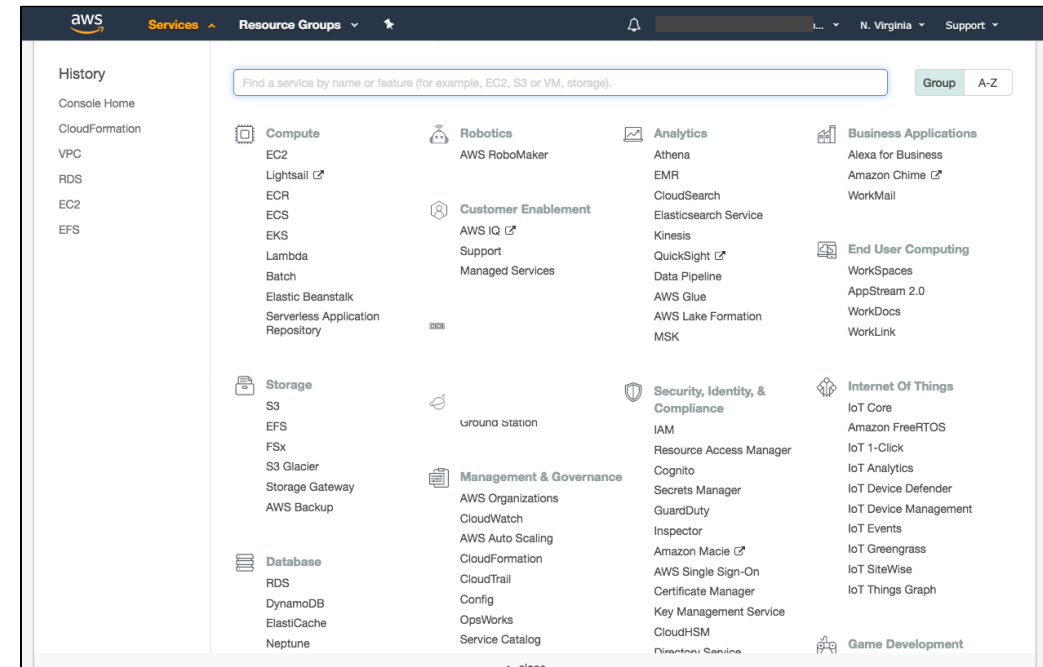 aws
Services
Resource Groups
... 
N. Virginia
Support
History
Console Home
CloudFormation
VPC
RDS
EC2
EFS
Find a service by name or feature (for example, EC2, S3 or VM, storage).
Group
A-Z
Compute
EC2
Lightsail
ECR
ECS
EKS
Lambda
Batch
Elastic Beanstalk
Serverless Application
Repository
Storage
S3
EFS
FSx
S3 Glacier
Storage Gateway
AWS Backup
Database
RDS
DynamoDB
ElastiCache
Neptune
Robotics
AWS RoboMaker
Customer Enablement
AWS IQ
Support
Managed Services
Ground Station
Management & Governance
AWS Organizations
CloudWatch
AWS Auto Scaling
CloudFormation
CloudTrail
Config
OpsWorks
Service Catalog
Analytics
Athena
EMR
CloudSearch
Elasticsearch Service
Kinesis
QuickSight
Data Pipeline
AWS Glue
AWS Lake Formation
MSK
Security, Identity, &
Compliance
IAM
Resource Access Manager
Cognito
Secrets Manager
GuardDuty
Inspector
Amazon Macie
AWS Single Sign-On
Certificate Manager
Key Management Service
CloudHSM
Directory Service
Business Applications
Alexa for Business
Amazon Chime
WorkMail
End User Computing
WorkSpaces
AppStream 2.0
WorkDocs
WorkLink
Internet Of Things
IoT Core
Amazon FreeRTOS
IoT 1-Click
IoT Analytics
IoT Device Defender
IoT Device Management
IoT Events
IoT Greengrass
IoT SiteWise
IoT Things Graph
Game Development
close